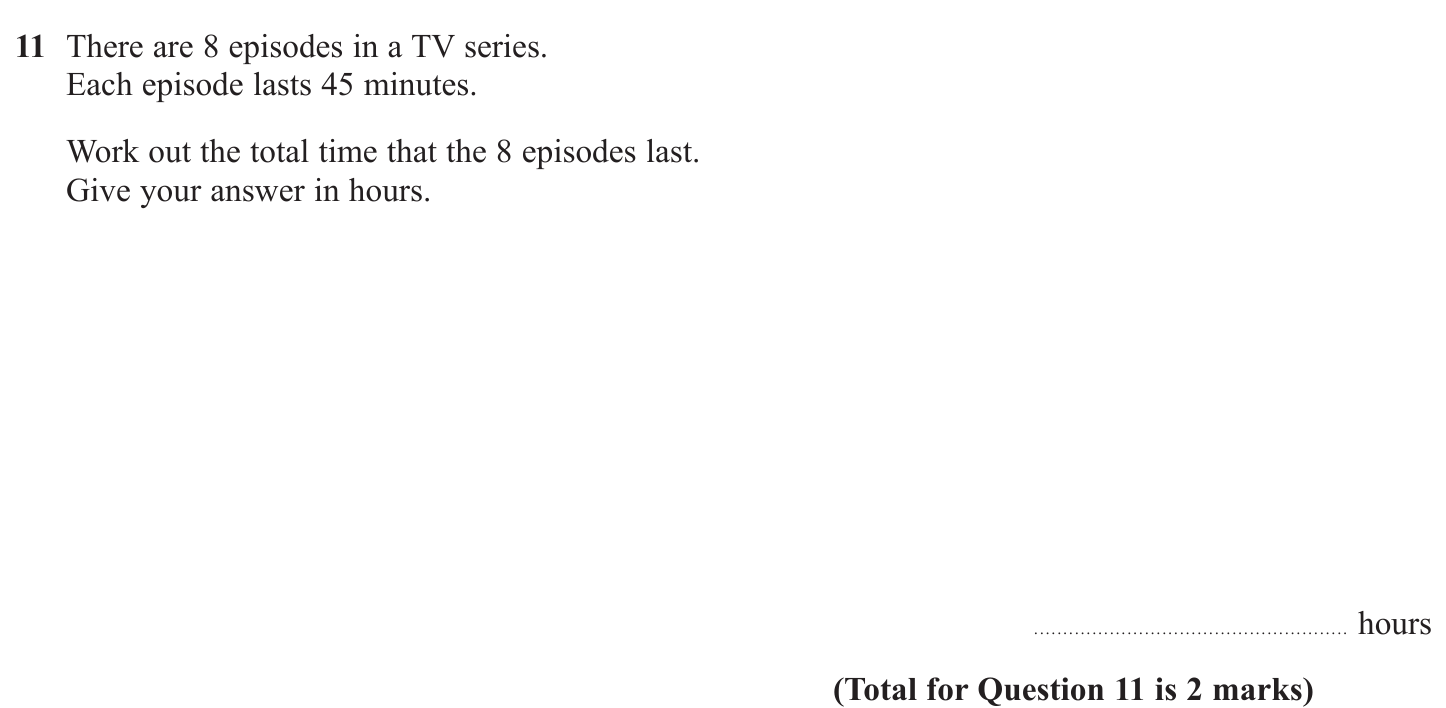 11 There are 8 episodes in a TV series.
Each episode lasts 45 minutes.
Work out the total time that the 8 episodes last.
Give your answer in hours.
...................................................... hours
(Total for Question 11 is 2 marks)